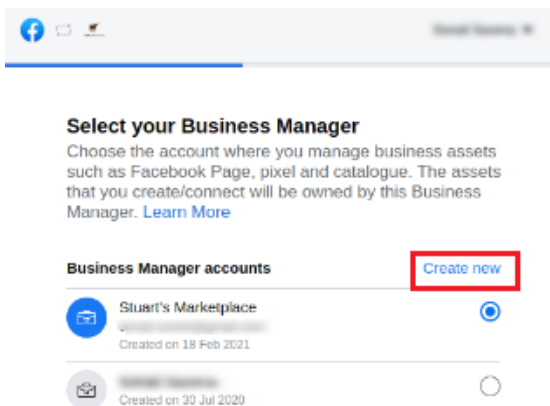 Select your Business Manager
Choose the account where you manage business assets
such as Facebook Page, pixel and catalogue. The assets
that you create/connect will be owned by this Business
Manager. Learn More
Business Manager accounts Create new
Stuart's Marketplace
Created on 18 Feb 2021
Created on 30 Jul 2020